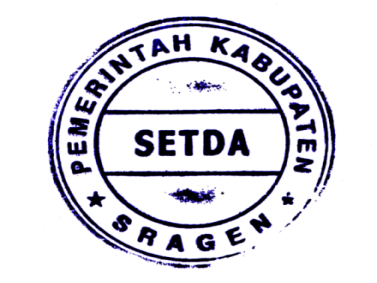 PEMERINTAH KABUPATEN
SETDA
SRAGEN